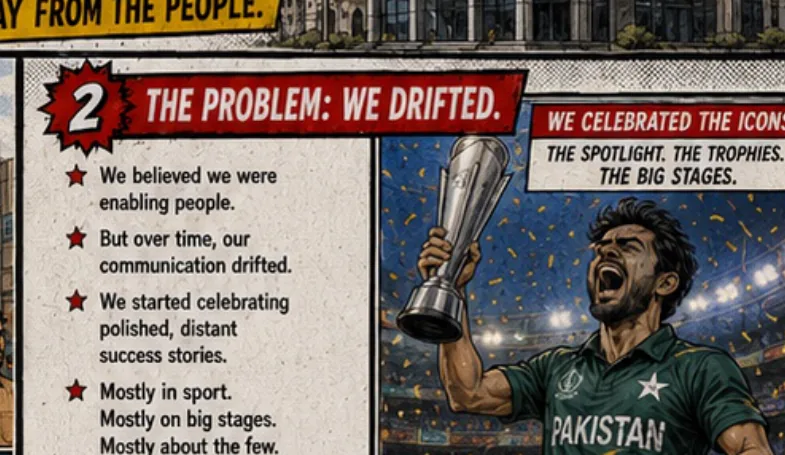 AY FROM THE PEOPLE.
2
THE PROBLEM: WE DRIFTED.
We believed we were
enabling people.
But over time, our
communication drifted.
We started celebrating
polished, distant
success stories.
Mostly in sport.
Mostly on big stages.
Mostly about the few.
WE CELEBRATED THE ICONS
THE SPOTLIGHT. THE TROPHIES.
THE BIG STAGES.
PAKISTAN